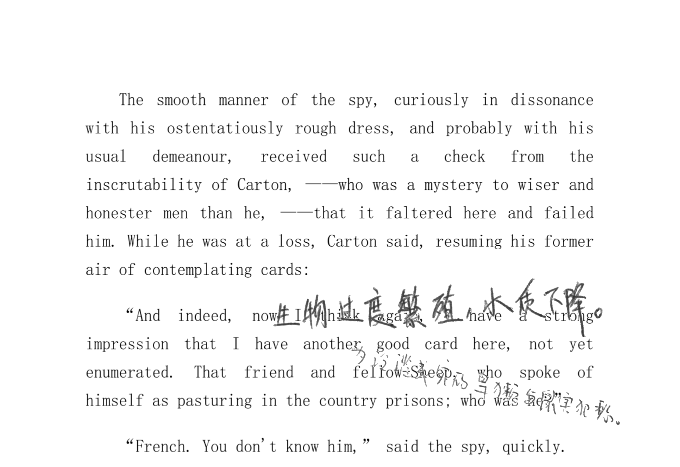 The smooth manner of the spy, curiously in dissonance
with his ostentatiously rough dress, and probably with his
usual demeanour, received such a check from the
inscrutability of Carton, ——who was a mystery to wiser and
honester men than he, ——that it faltered here and failed
him. While he was at a loss, Carton said, resuming his former
air of contemplating cards:
生物过度繁殖，水质下降。
“And indeed, now I think again, I have a strong
impression that I have another good card here, not yet
enumerated. That friend and fellow-Sheep, who spoke of
himself as pasturing in the country prisons; who was he?”
“French. You don't know him,” said the spy, quickly.